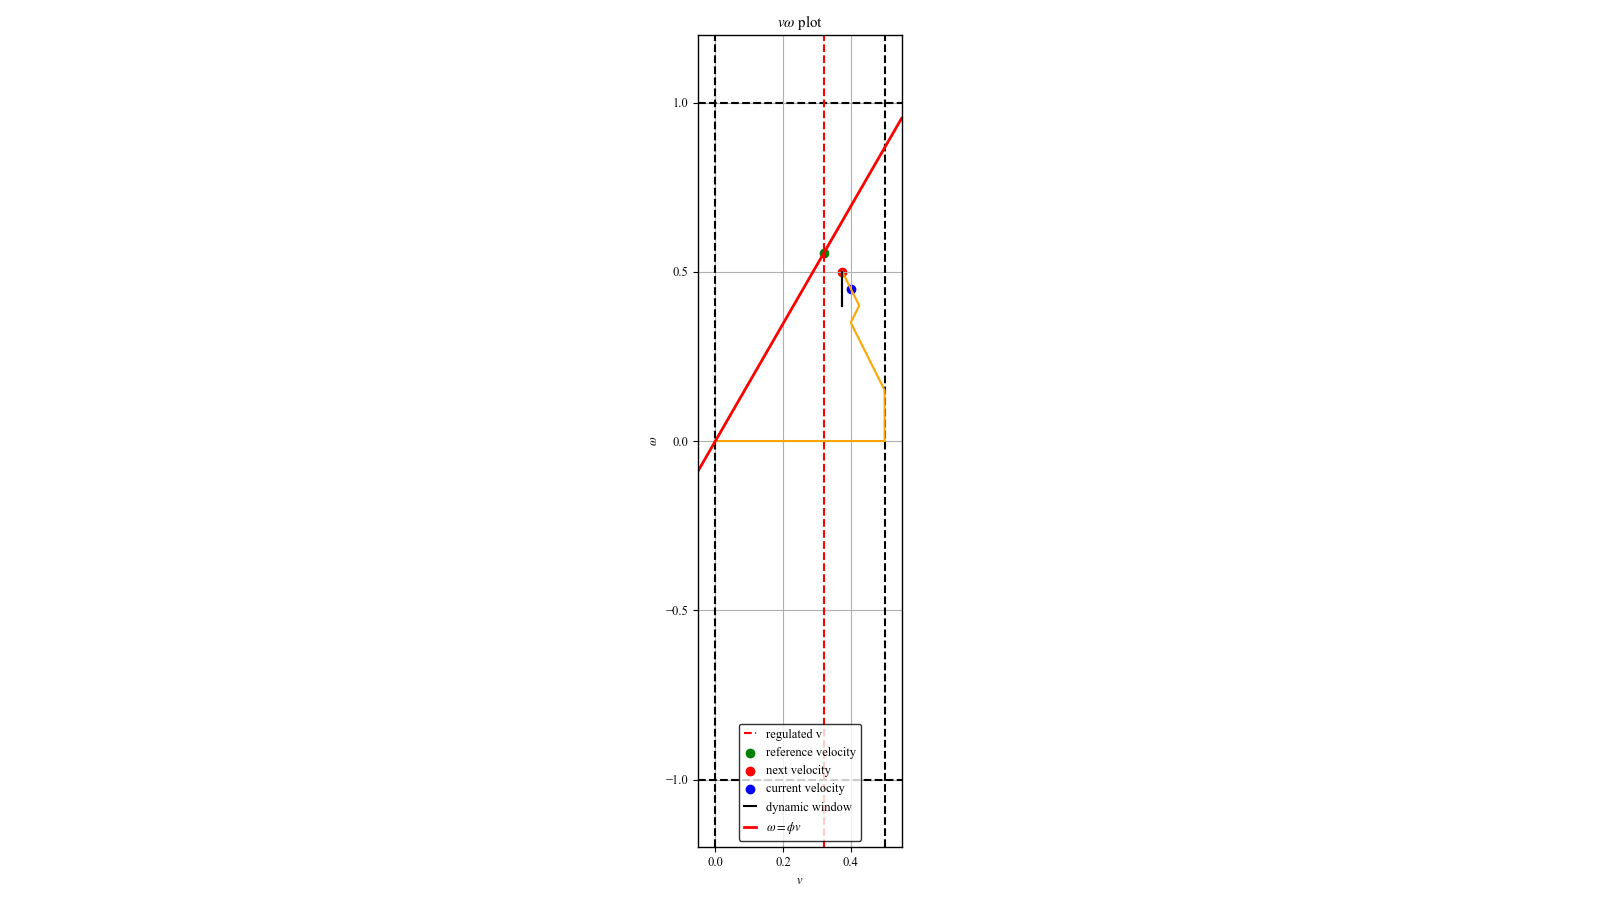 vω plot
1.0
0.5
0.0
−0.5
−1.0
ω
regulated v
reference velocity
next velocity
current velocity
dynamic window
ω = ϕv
0.0 0.2 0.4
v